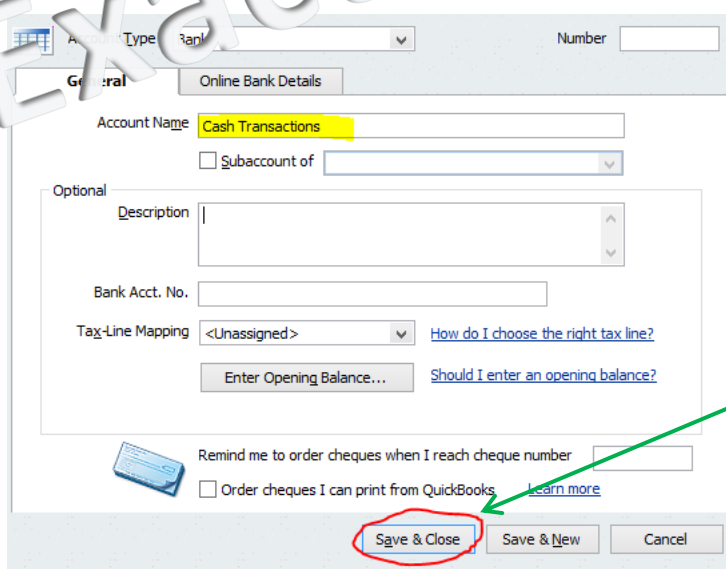 Account Type Bank Number
General Online Bank Details
Account Name Cash Transactions
Subaccount of
Optional
Description
Bank Acct. No.
Tax-Line Mapping <Unassigned> How do I choose the right tax line?
Enter Opening Balance... Should I enter an opening balance?
Remind me to order cheques when I reach cheque number
Order cheques I can print from QuickBooks Learn more
Save & Close Save & New Cancel